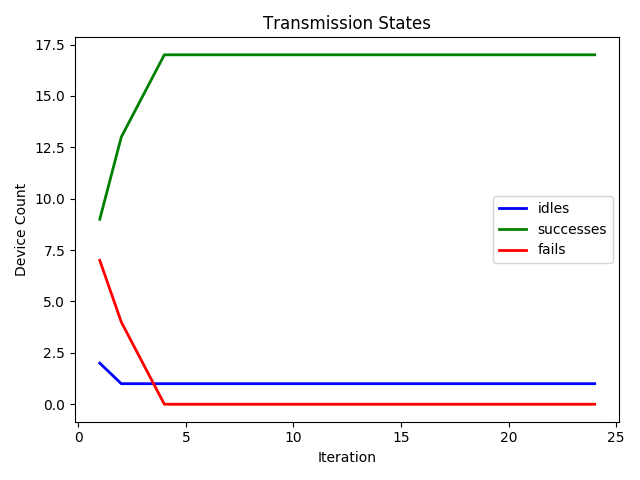 Transmission States
17.5
15.0
12.5
10.0
7.5
5.0
2.5
0.0
Device Count
idles
successes
fails
0 5 10 15 20 25
Iteration